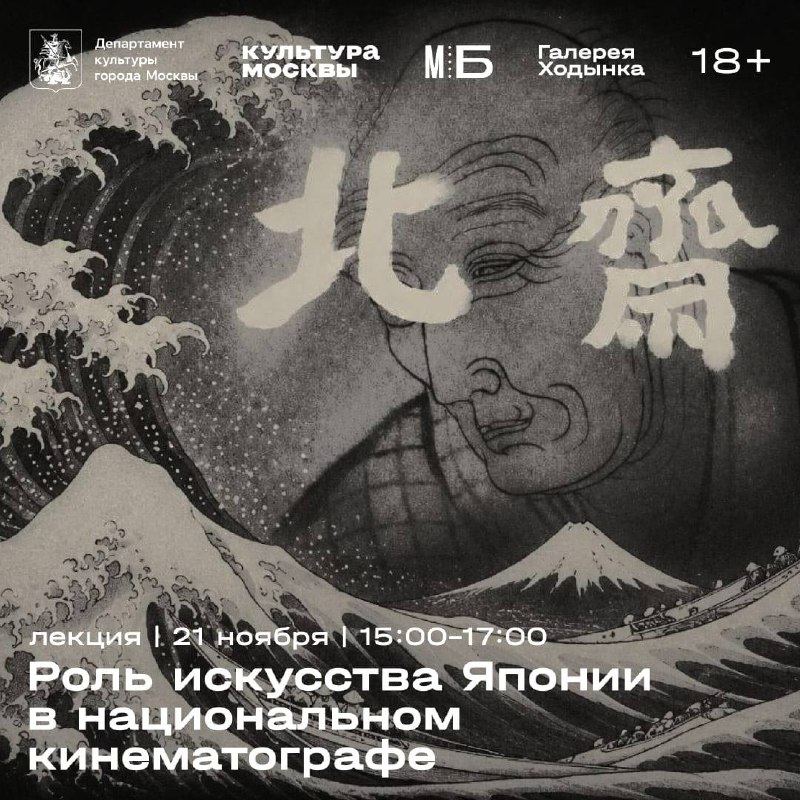 Департамент
культуры
города Москвы
культура
москвы
М Б
Галерея
Ходынка
18+
北齋
лекция | 21 ноября | 15:00–17:00
Роль искусства Японии
в национальном
кинематографе